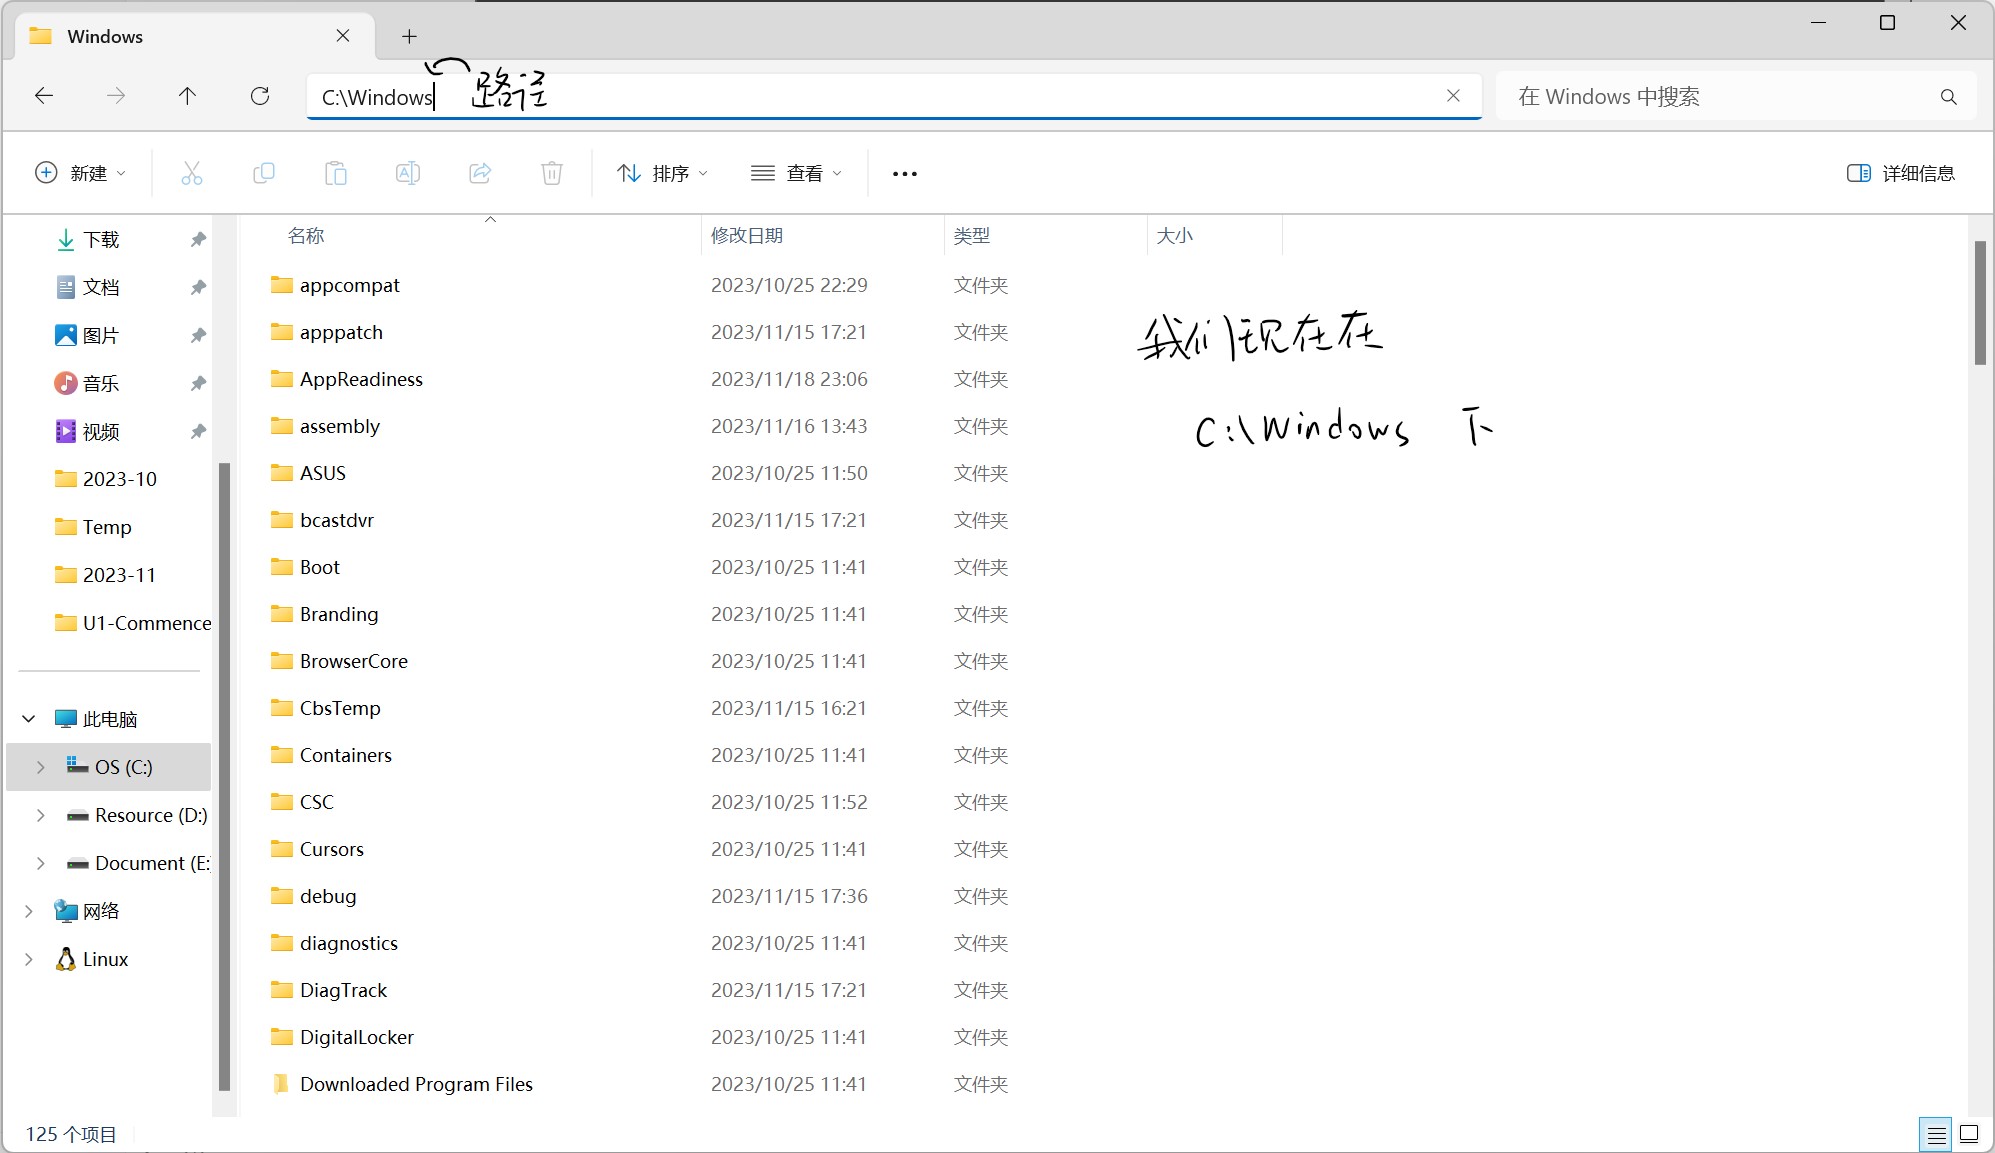 Windows
C:\Windows 路径
在 Windows 中搜索
新建 排序 查看 ... 详细信息
下载
文档
图片
音乐
视频
2023-10
Temp
2023-11
U1-Commence
此电脑
OS (C:)
Resource (D:)
Document (E:
网络
Linux
名称 修改日期 类型 大小
appcompat 2023/10/25 22:29 文件夹
apppatch 2023/11/15 17:21 文件夹
AppReadiness 2023/11/18 23:06 文件夹
assembly 2023/11/16 13:43 文件夹
ASUS 2023/10/25 11:50 文件夹
bcastdvr 2023/11/15 17:21 文件夹
Boot 2023/10/25 11:41 文件夹
Branding 2023/10/25 11:41 文件夹
BrowserCore 2023/10/25 11:41 文件夹
CbsTemp 2023/11/15 16:21 文件夹
Containers 2023/10/25 11:41 文件夹
CSC 2023/10/25 11:52 文件夹
Cursors 2023/10/25 11:41 文件夹
debug 2023/11/15 17:36 文件夹
diagnostics 2023/10/25 11:41 文件夹
DiagTrack 2023/11/15 17:21 文件夹
DigitalLocker 2023/10/25 11:41 文件夹
Downloaded Program Files 2023/10/25 11:41 文件夹
我们现在在
C:\Windows 下
125 个项目